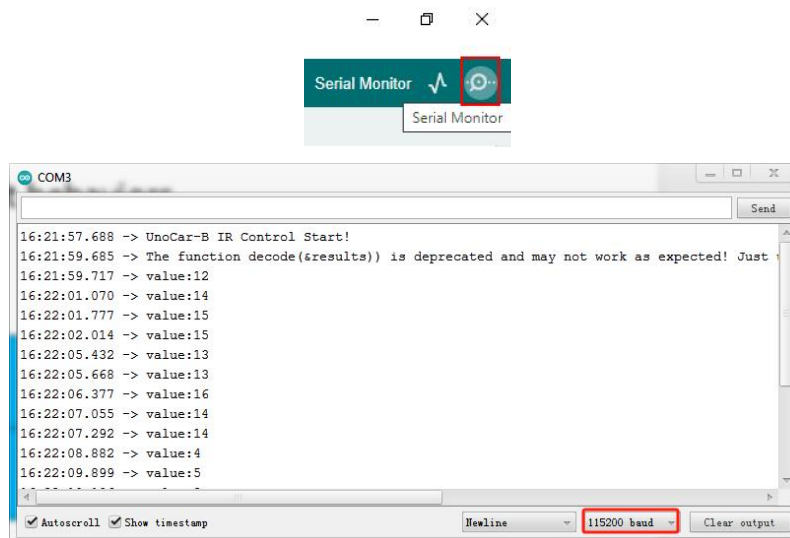 Serial Monitor
Serial Monitor
COM3
Send
16:21:57.688 -> UnoCar-B IR Control Start!
16:21:59.685 -> The function decode(&results)) is deprecated and may not work as expected! Just
16:21:59.717 -> value:12
16:22:01.070 -> value:14
16:22:01.777 -> value:15
16:22:02.014 -> value:15
16:22:05.432 -> value:13
16:22:05.668 -> value:13
16:22:06.377 -> value:16
16:22:07.055 -> value:14
16:22:07.292 -> value:14
16:22:08.882 -> value:4
16:22:09.899 -> value:5
Autoscroll Show timestamp Newline 115200 baud Clear output